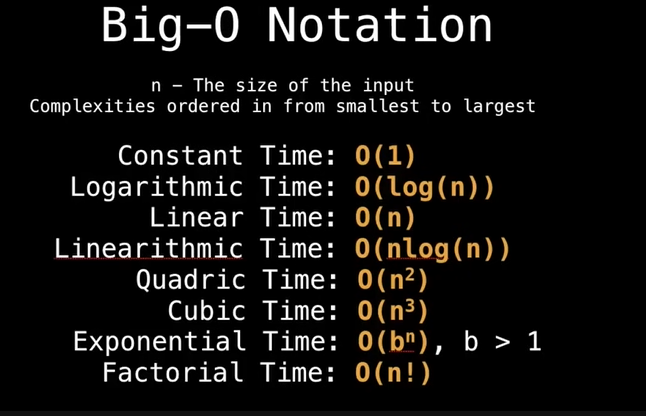 Big-O Notation
n - The size of the input
Complexities ordered in from smallest to largest
Constant Time: O(1)
Logarithmic Time: O(log(n))
Linear Time: O(n)
Linearithmic Time: O(nlog(n))
Quadric Time: O(n²)
Cubic Time: O(n³)
Exponential Time: O(bⁿ), b > 1
Factorial Time: O(n!)